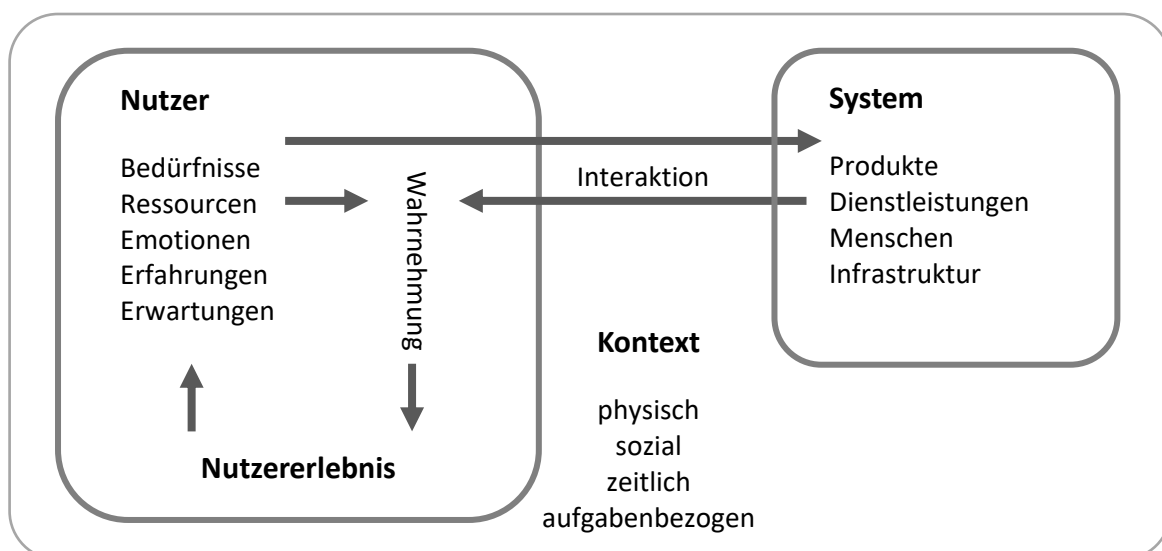 Nutzer
Bedürfnisse
Ressourcen
Emotionen
Erfahrungen
Erwartungen
Wahrnehmung
Nutzererlebnis
Interaktion
System
Produkte
Dienstleistungen
Menschen
Infrastruktur
Kontext
physisch
sozial
zeitlich
aufgabenbezogen